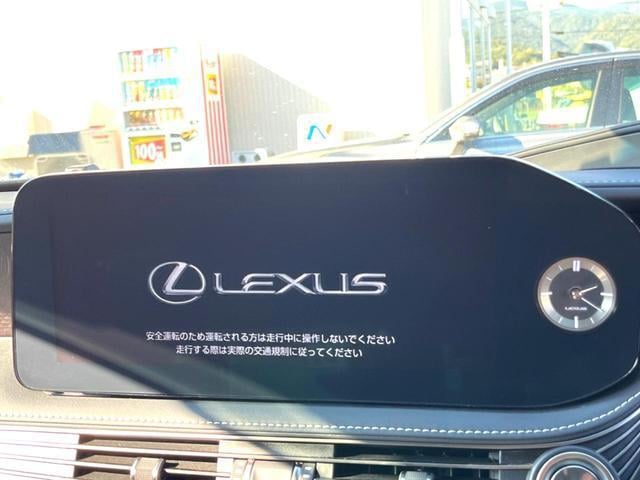 100
LEXUS
LEXUS
安全運転のため運転される方は走行中に操作しないでください
走行する際は実際の交通規制に従ってください